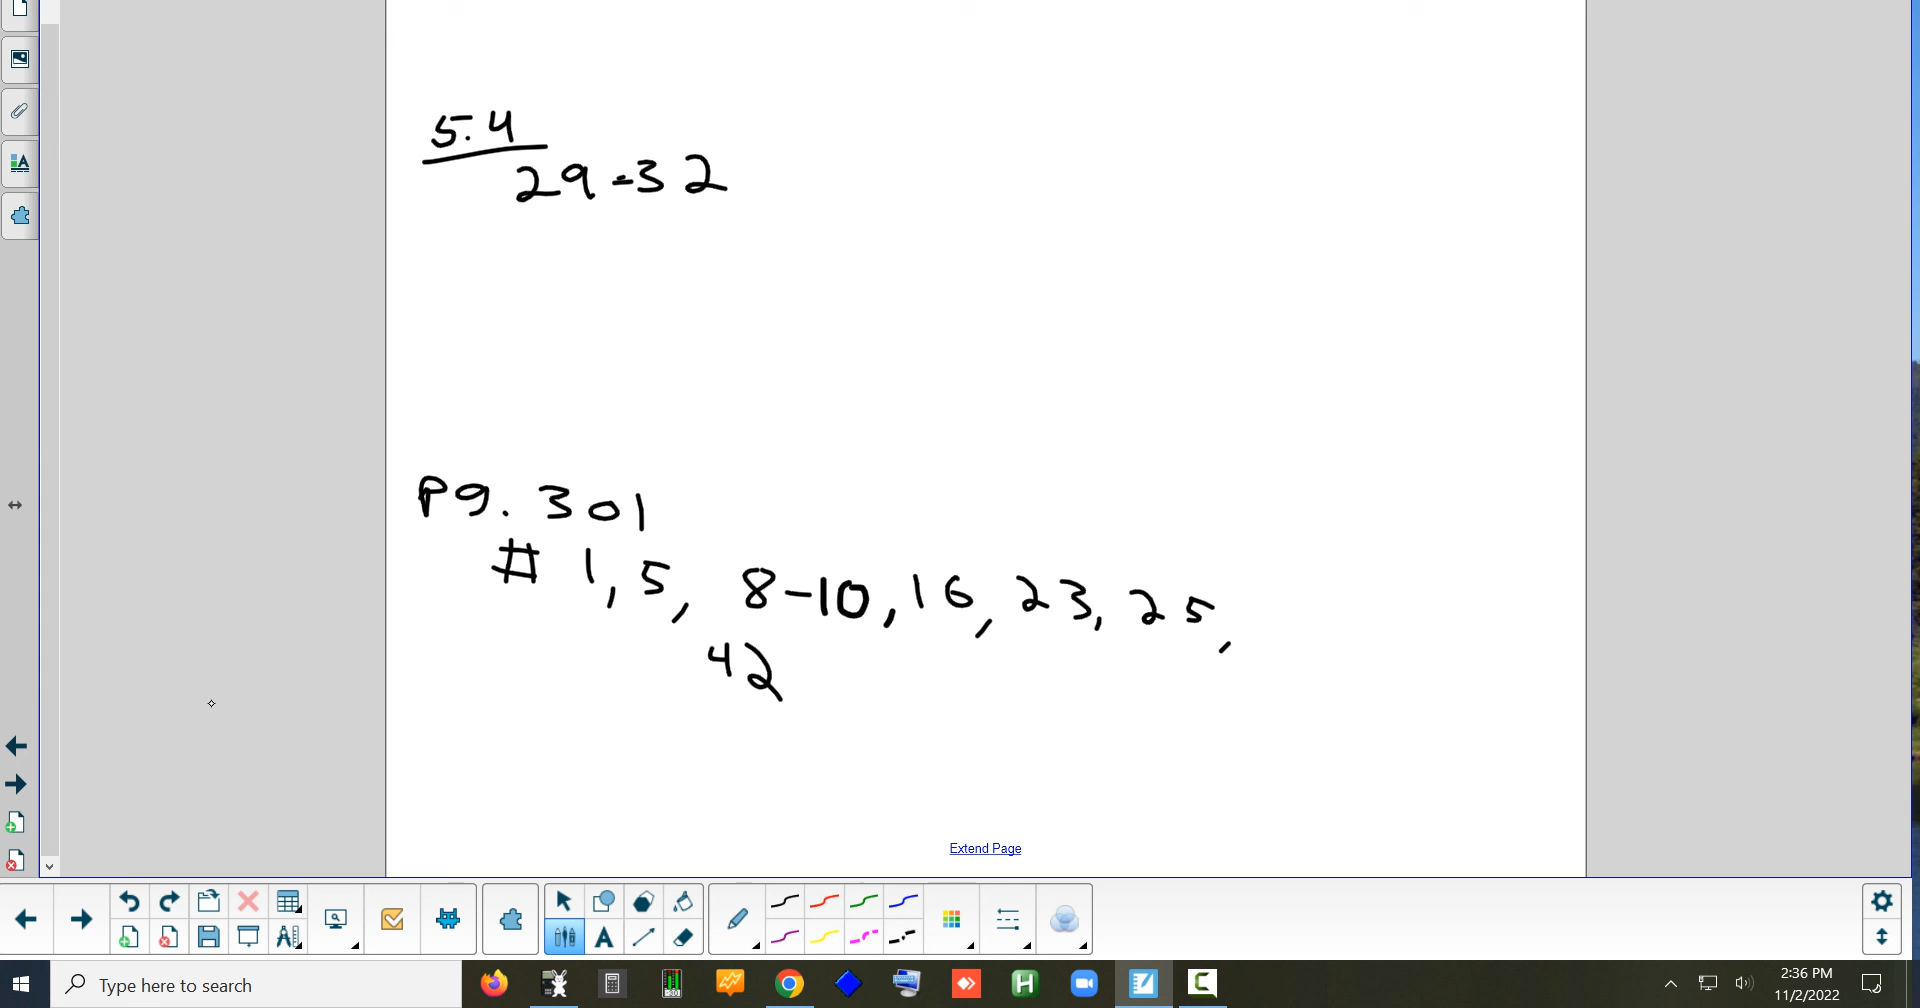 5.4
29-32
Pg. 301
# 1, 5, 8-10, 16, 23, 25,
42
Extend Page
Type here to search
2:36 PM
11/2/2022